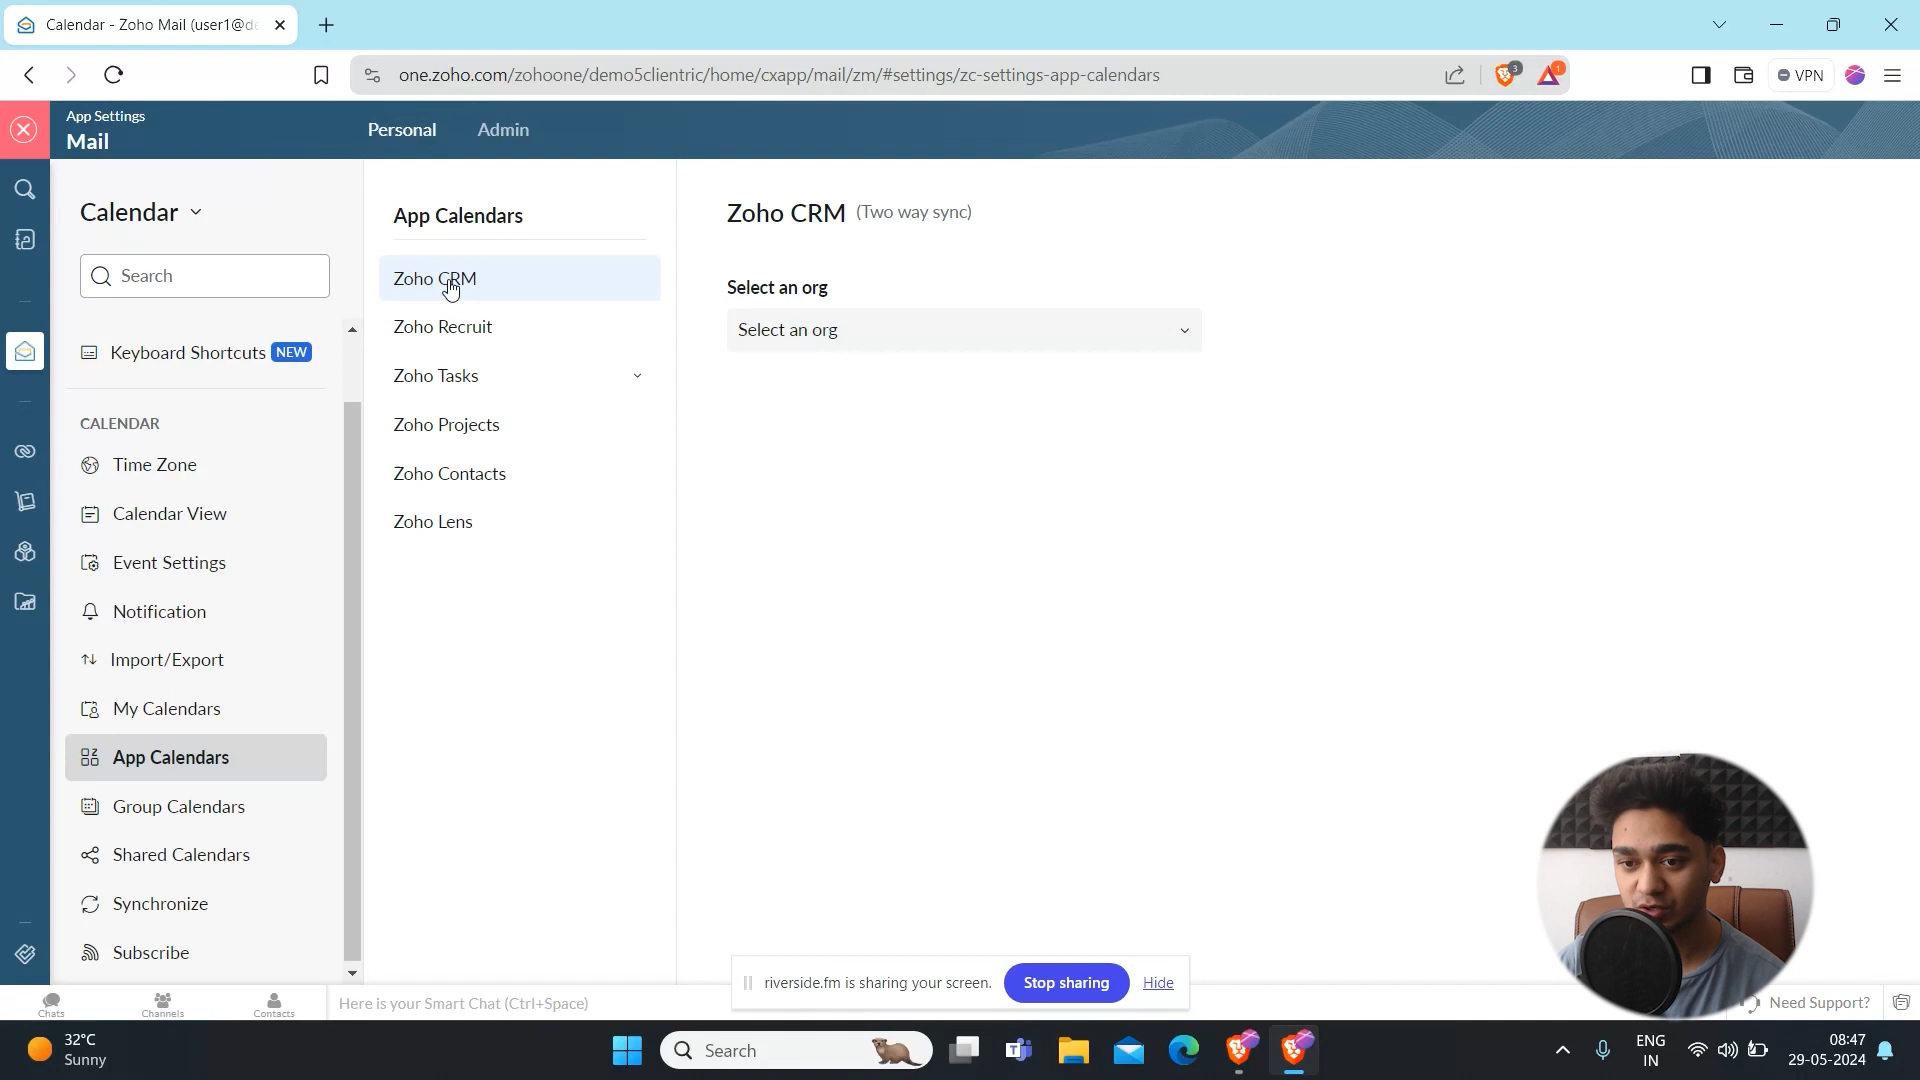 Calendar - Zoho Mail (user1@de
one.zoho.com/zohoone/demo5clientric/home/cxapp/mail/zm/#settings/zc-settings-app-calendars
3
1
VPN
App Settings
Mail
Personal
Admin
Calendar
Search
Keyboard Shortcuts NEW
CALENDAR
Time Zone
Calendar View
Event Settings
Notification
Import/Export
My Calendars
App Calendars
Group Calendars
Shared Calendars
Synchronize
Subscribe
App Calendars
Zoho CRM
Zoho Recruit
Zoho Tasks
Zoho Projects
Zoho Contacts
Zoho Lens
Zoho CRM (Two way sync)
Select an org
Select an org
riverside.fm is sharing your screen.
Stop sharing
Hide
Chats
Channels
Contacts
Here is your Smart Chat (Ctrl+Space)
Need Support?
32°C
Sunny
Search
ENG
IN
08:47
29-05-2024